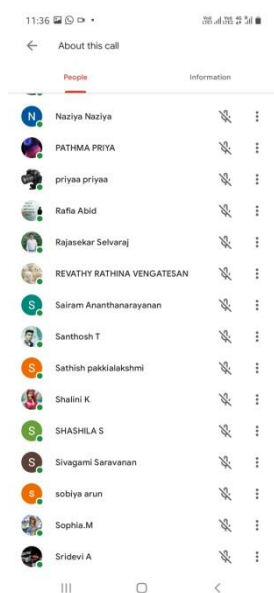 11:36
About this call
People Information
N Naziya Naziya
PATHMA PRIYA
priyaa priyaa
Rafia Abid
Rajasekar Selvaraj
REVATHY RATHINA VENGATESAN
S Sairam Ananthanarayanan
Santhosh T
S Sathish pakkialakshmi
Shalini K
S SHASHILA S
S Sivagami Saravanan
s sobiya arun
Sophia.M
Sridevi A